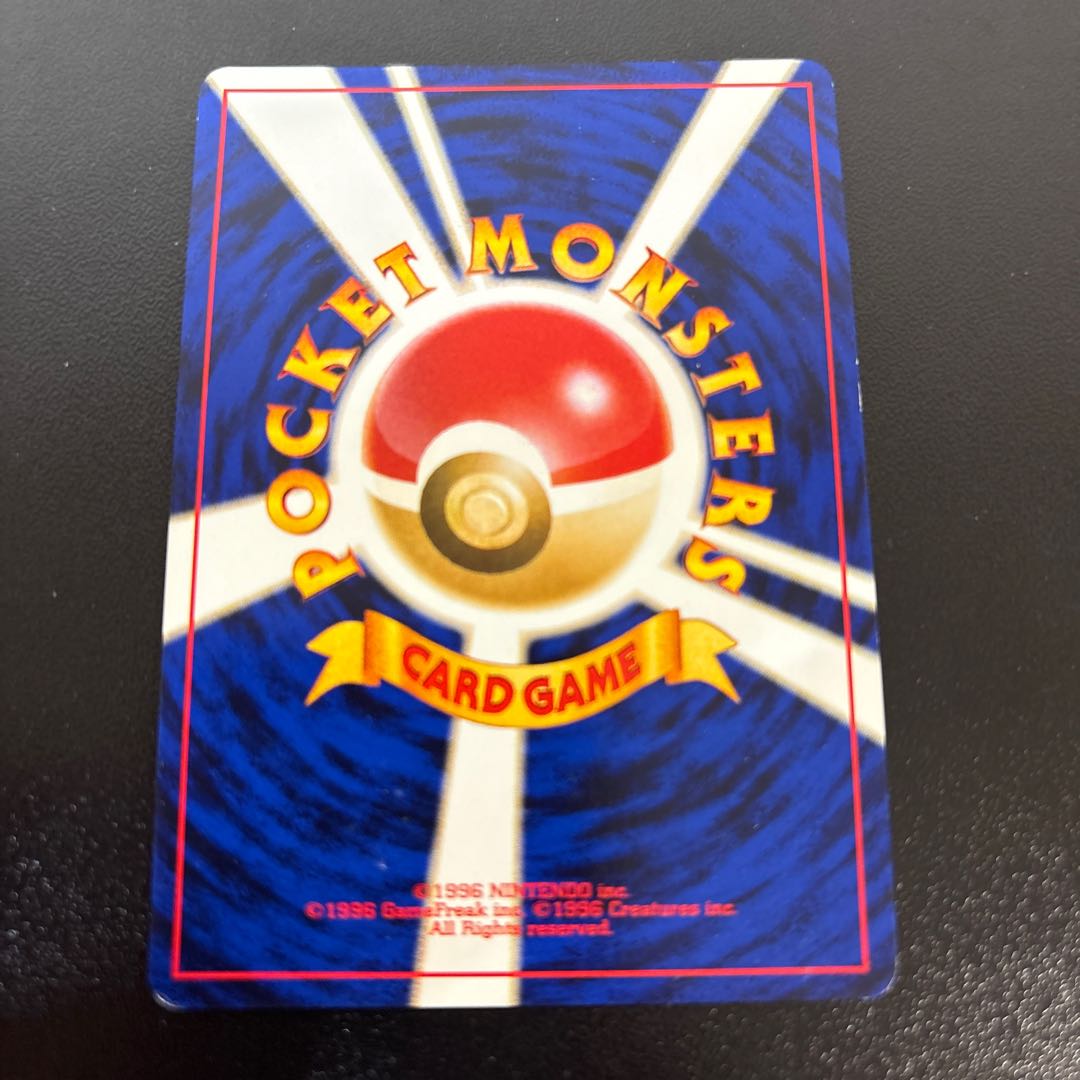 POCKET MONSTERS
CARD GAME
©1996 NINTENDO inc.
©1996 GameFreak inc. ©1996 Creatures inc.
All Rights reserved.